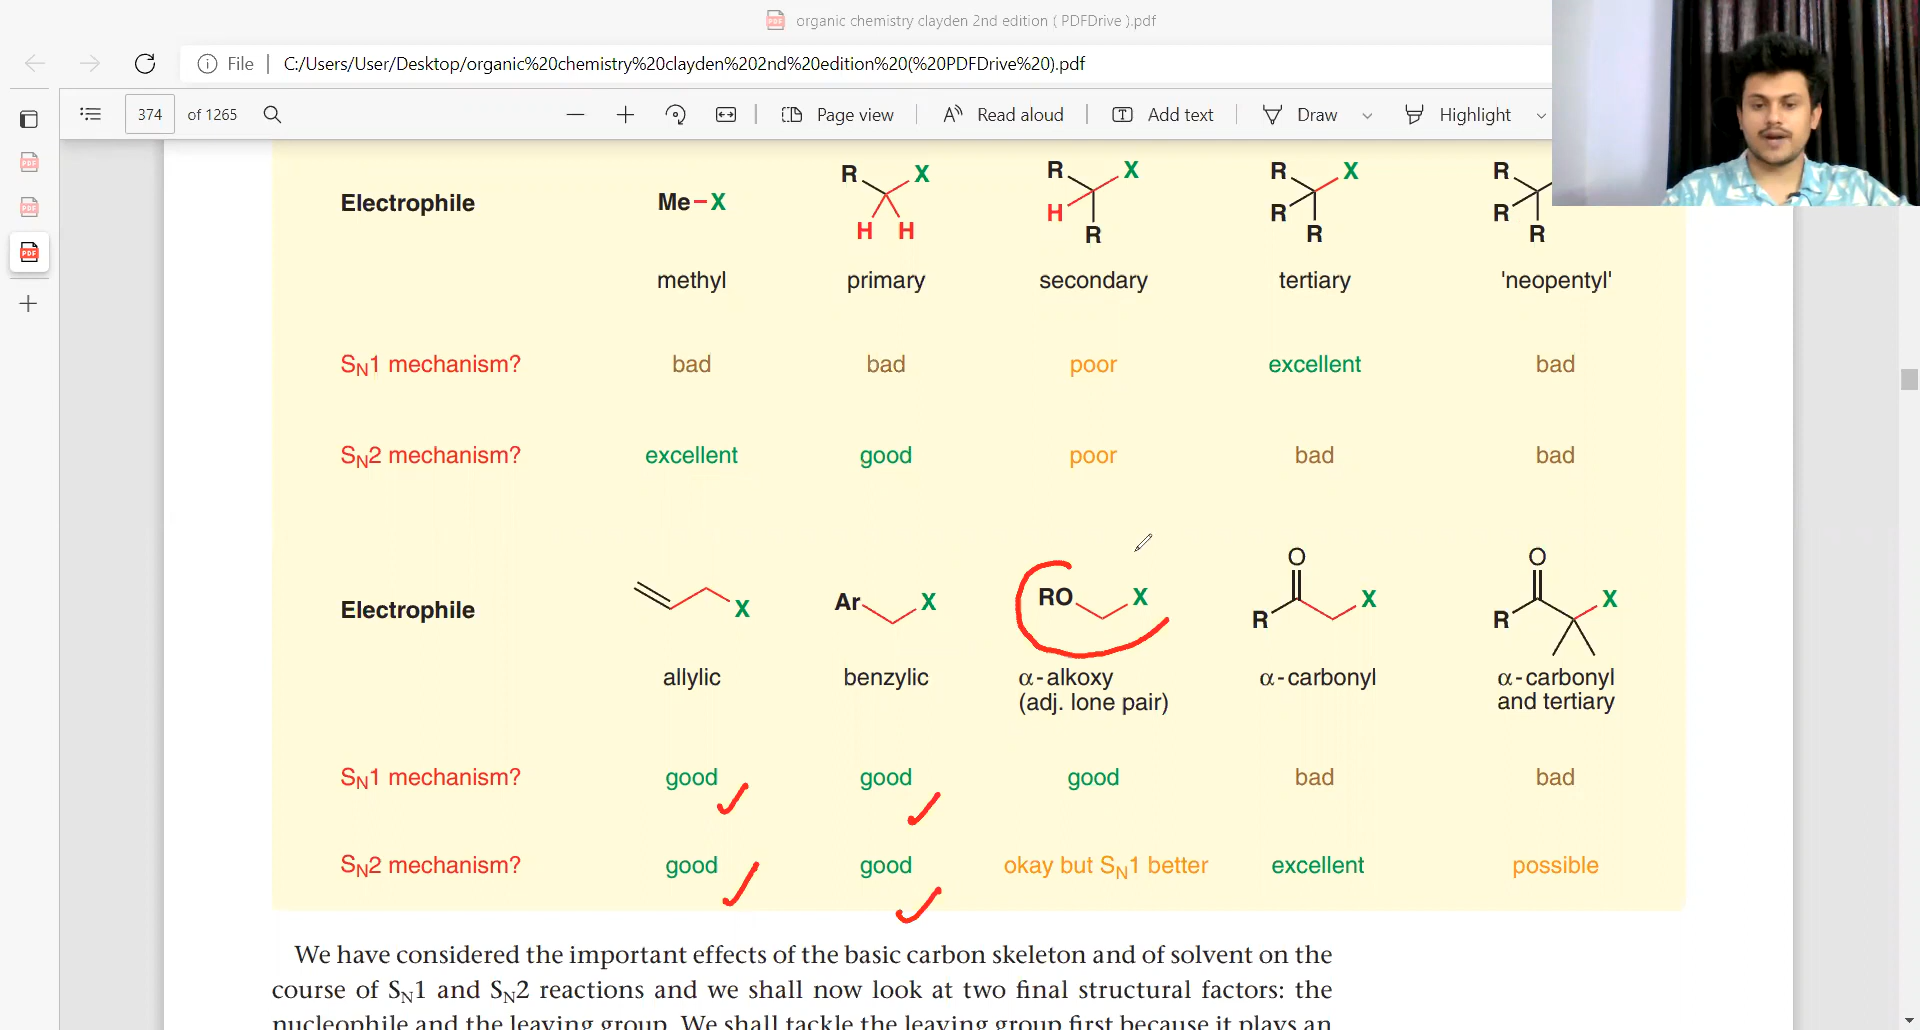 organic chemistry clayden 2nd edition ( PDFDrive ).pdf
File | C:/Users/User/Desktop/organic%20chemistry%20clayden%202nd%20edition%20(%20PDFDrive%20).pdf
374 of 1265 Page view Read aloud Add text Draw Highlight
Electrophile Me–X R X H H R X H R R X R R R R R
methyl primary secondary tertiary 'neopentyl'
SN1 mechanism? bad bad poor excellent bad
SN2 mechanism? excellent good poor bad bad
Electrophile X Ar X RO X O R X O R X
allylic benzylic α-alkoxy α-carbonyl α-carbonyl
(adj. lone pair) and tertiary
SN1 mechanism? good good good bad bad
SN2 mechanism? good good okay but SN1 better excellent possible
We have considered the important effects of the basic carbon skeleton and of solvent on the
course of SN1 and SN2 reactions and we shall now look at two final structural factors: the
nucleophile and the leaving group. We shall tackle the leaving group first because it plays an